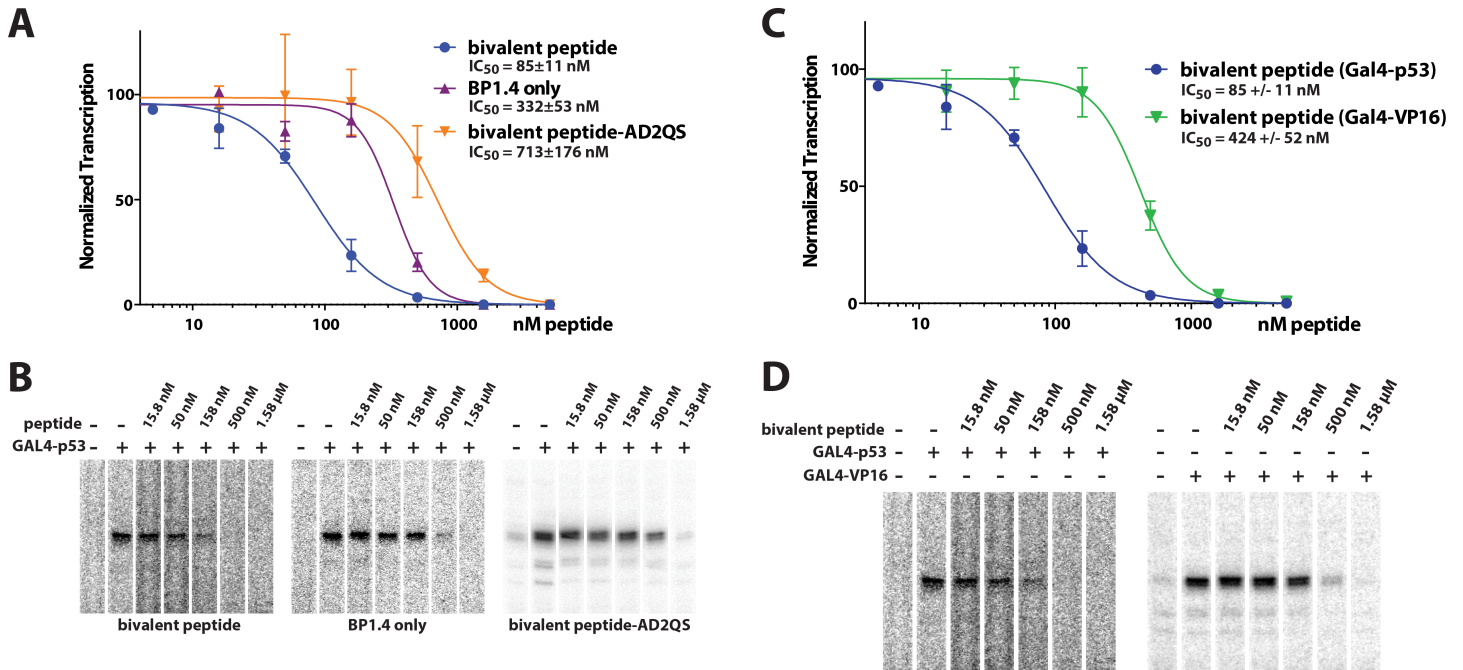 A
Normalized Transcription
100
50
0
10
100
1000
nM peptide
bivalent peptide
IC50 = 85±11 nM
BP1.4 only
IC50 = 332±53 nM
bivalent peptide-AD2QS
IC50 = 713±176 nM
C
Normalized Transcription
100
50
0
10
100
1000
nM peptide
bivalent peptide (Gal4-p53)
IC50 = 85 +/- 11 nM
bivalent peptide (Gal4-VP16)
IC50 = 424 +/- 52 nM
B
peptide - - 15.8 nM 50 nM 158 nM 500 nM 1.58 µM - - 15.8 nM 50 nM 158 nM 500 nM 1.58 µM - - 15.8 nM 50 nM 158 nM 500 nM 1.58 µM
GAL4-p53 - + + + + + + - + + + + + + - + + + + + +
bivalent peptide
BP1.4 only
bivalent peptide-AD2QS
D
bivalent peptide - - 15.8 nM 50 nM 158 nM 500 nM 1.58 µM - - 15.8 nM 50 nM 158 nM 500 nM 1.58 µM
GAL4-p53 - + + + + + + - - - - - - -
GAL4-VP16 - - - - - - - - + + + + + +